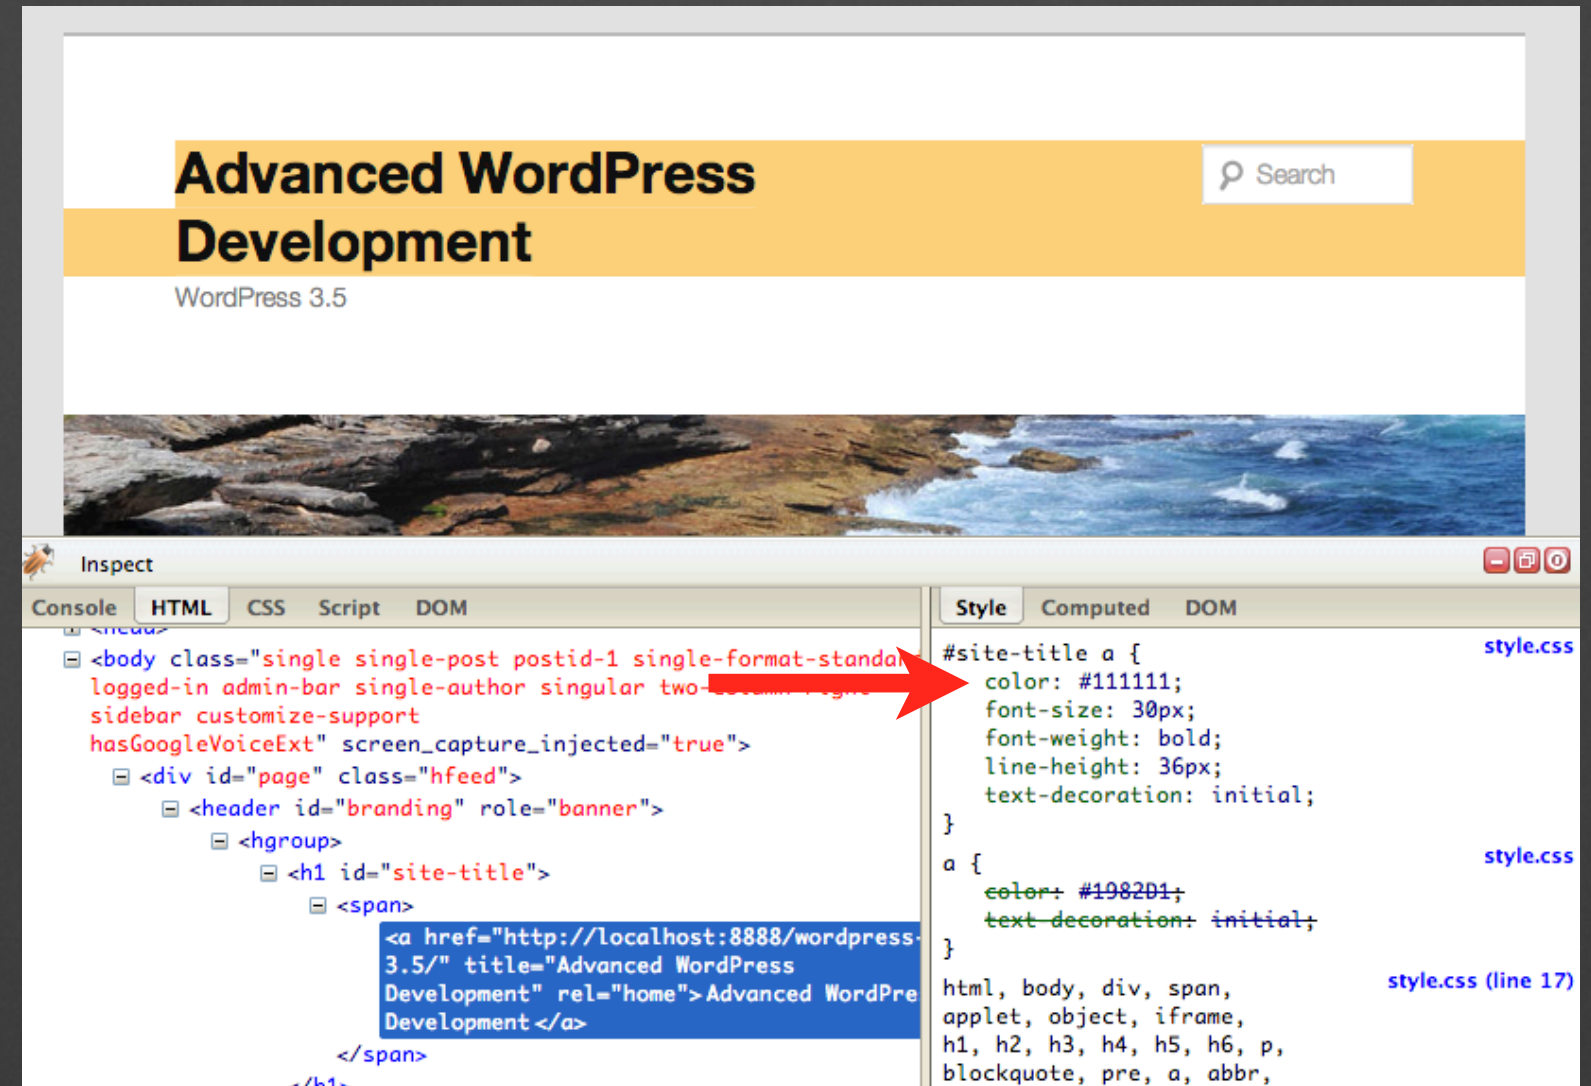 Advanced WordPress
Search
Development
WordPress 3.5
Inspect
Console HTML CSS Script DOM
<body class="single single-post postid-1
logged-in admin-bar single-author singular
sidebar customize-support
hasGoogleVoiceExt" screen_capture_injected="true">
<div id="page" class="hfeed">
<header id="branding" role="banner">
<hgroup>
<h1 id="site-title">
<span>
<a href="http://localhost:8888/wordpress-
3.5/" title="Advanced WordPress
Development" rel="home">Advanced WordPre
Development</a>
</span>
Style Computed DOM
#site-title a {
style.css
color: #111111;
font-size: 30px;
font-weight: bold;
line-height: 36px;
text-decoration: initial;
}
a {
style.css
color: #1982D1;
text-decoration: initial;
}
style.css (line 17)
html, body, div, span,
applet, object, iframe,
h1, h2, h3, h4, h5, h6, p,
blockquote, pre, a, abbr,